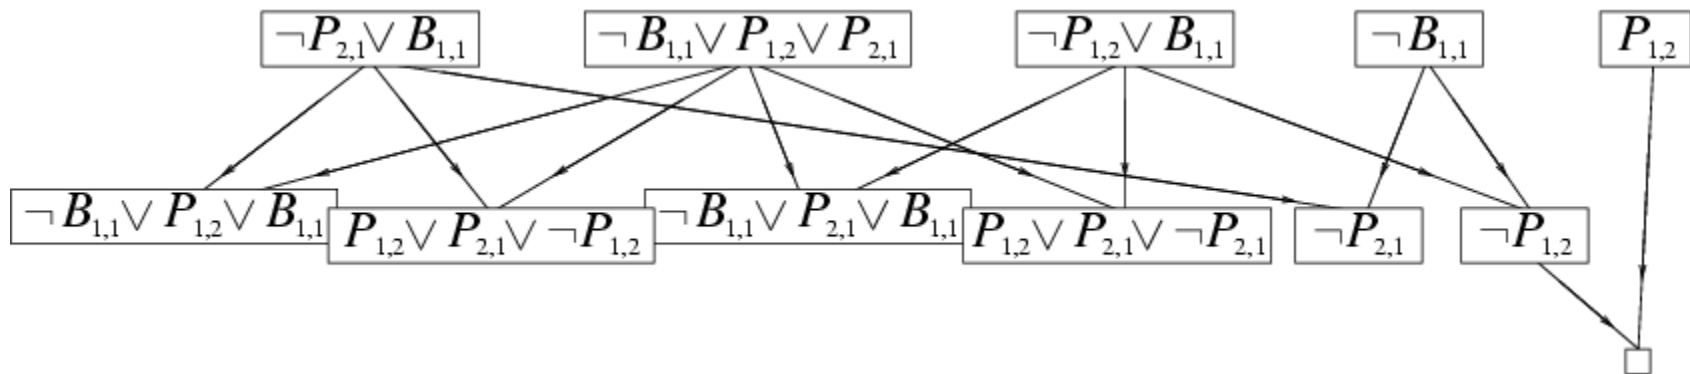 ¬P2,1 ∨ B1,1
¬B1,1 ∨ P1,2 ∨ P2,1
¬P1,2 ∨ B1,1
¬B1,1
P1,2
¬B1,1 ∨ P1,2 ∨ B1,1
P1,2 ∨ P2,1 ∨ ¬P1,2
¬B1,1 ∨ P2,1 ∨ B1,1
P1,2 ∨ P2,1 ∨ ¬P2,1
¬P2,1
¬P1,2